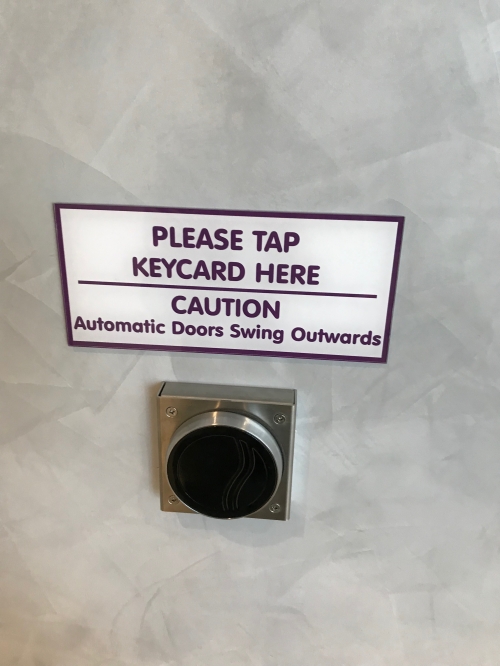 PLEASE TAP
KEYCARD HERE
CAUTION
Automatic Doors Swing Outwards